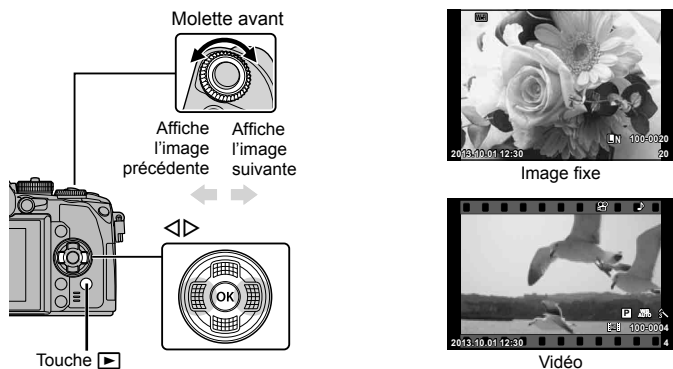 Molette avant
Affiche
l’image
précédente
Affiche
l’image
suivante
OK
Touche
N 100-0020
2013.10.01 12:30 20
Image fixe
P
100-0004
2013.10.01 12:30 4
Vidéo